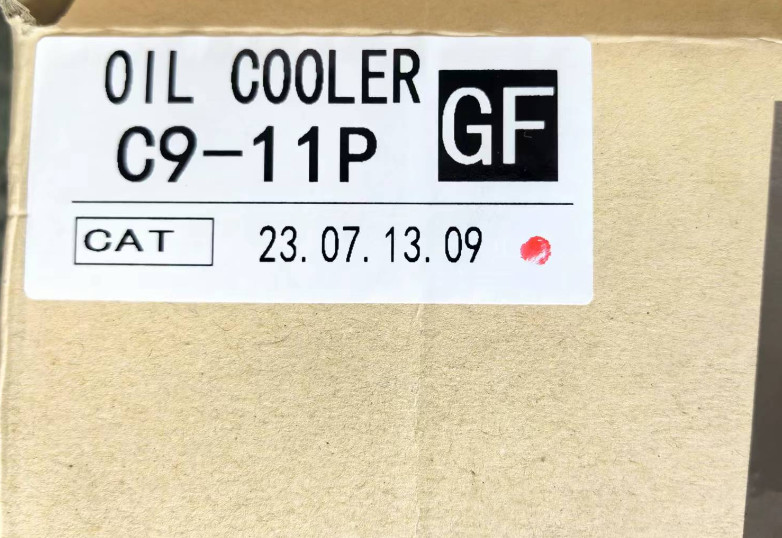 OIL COOLER
C9-11P
GF
CAT 23.07.13.09